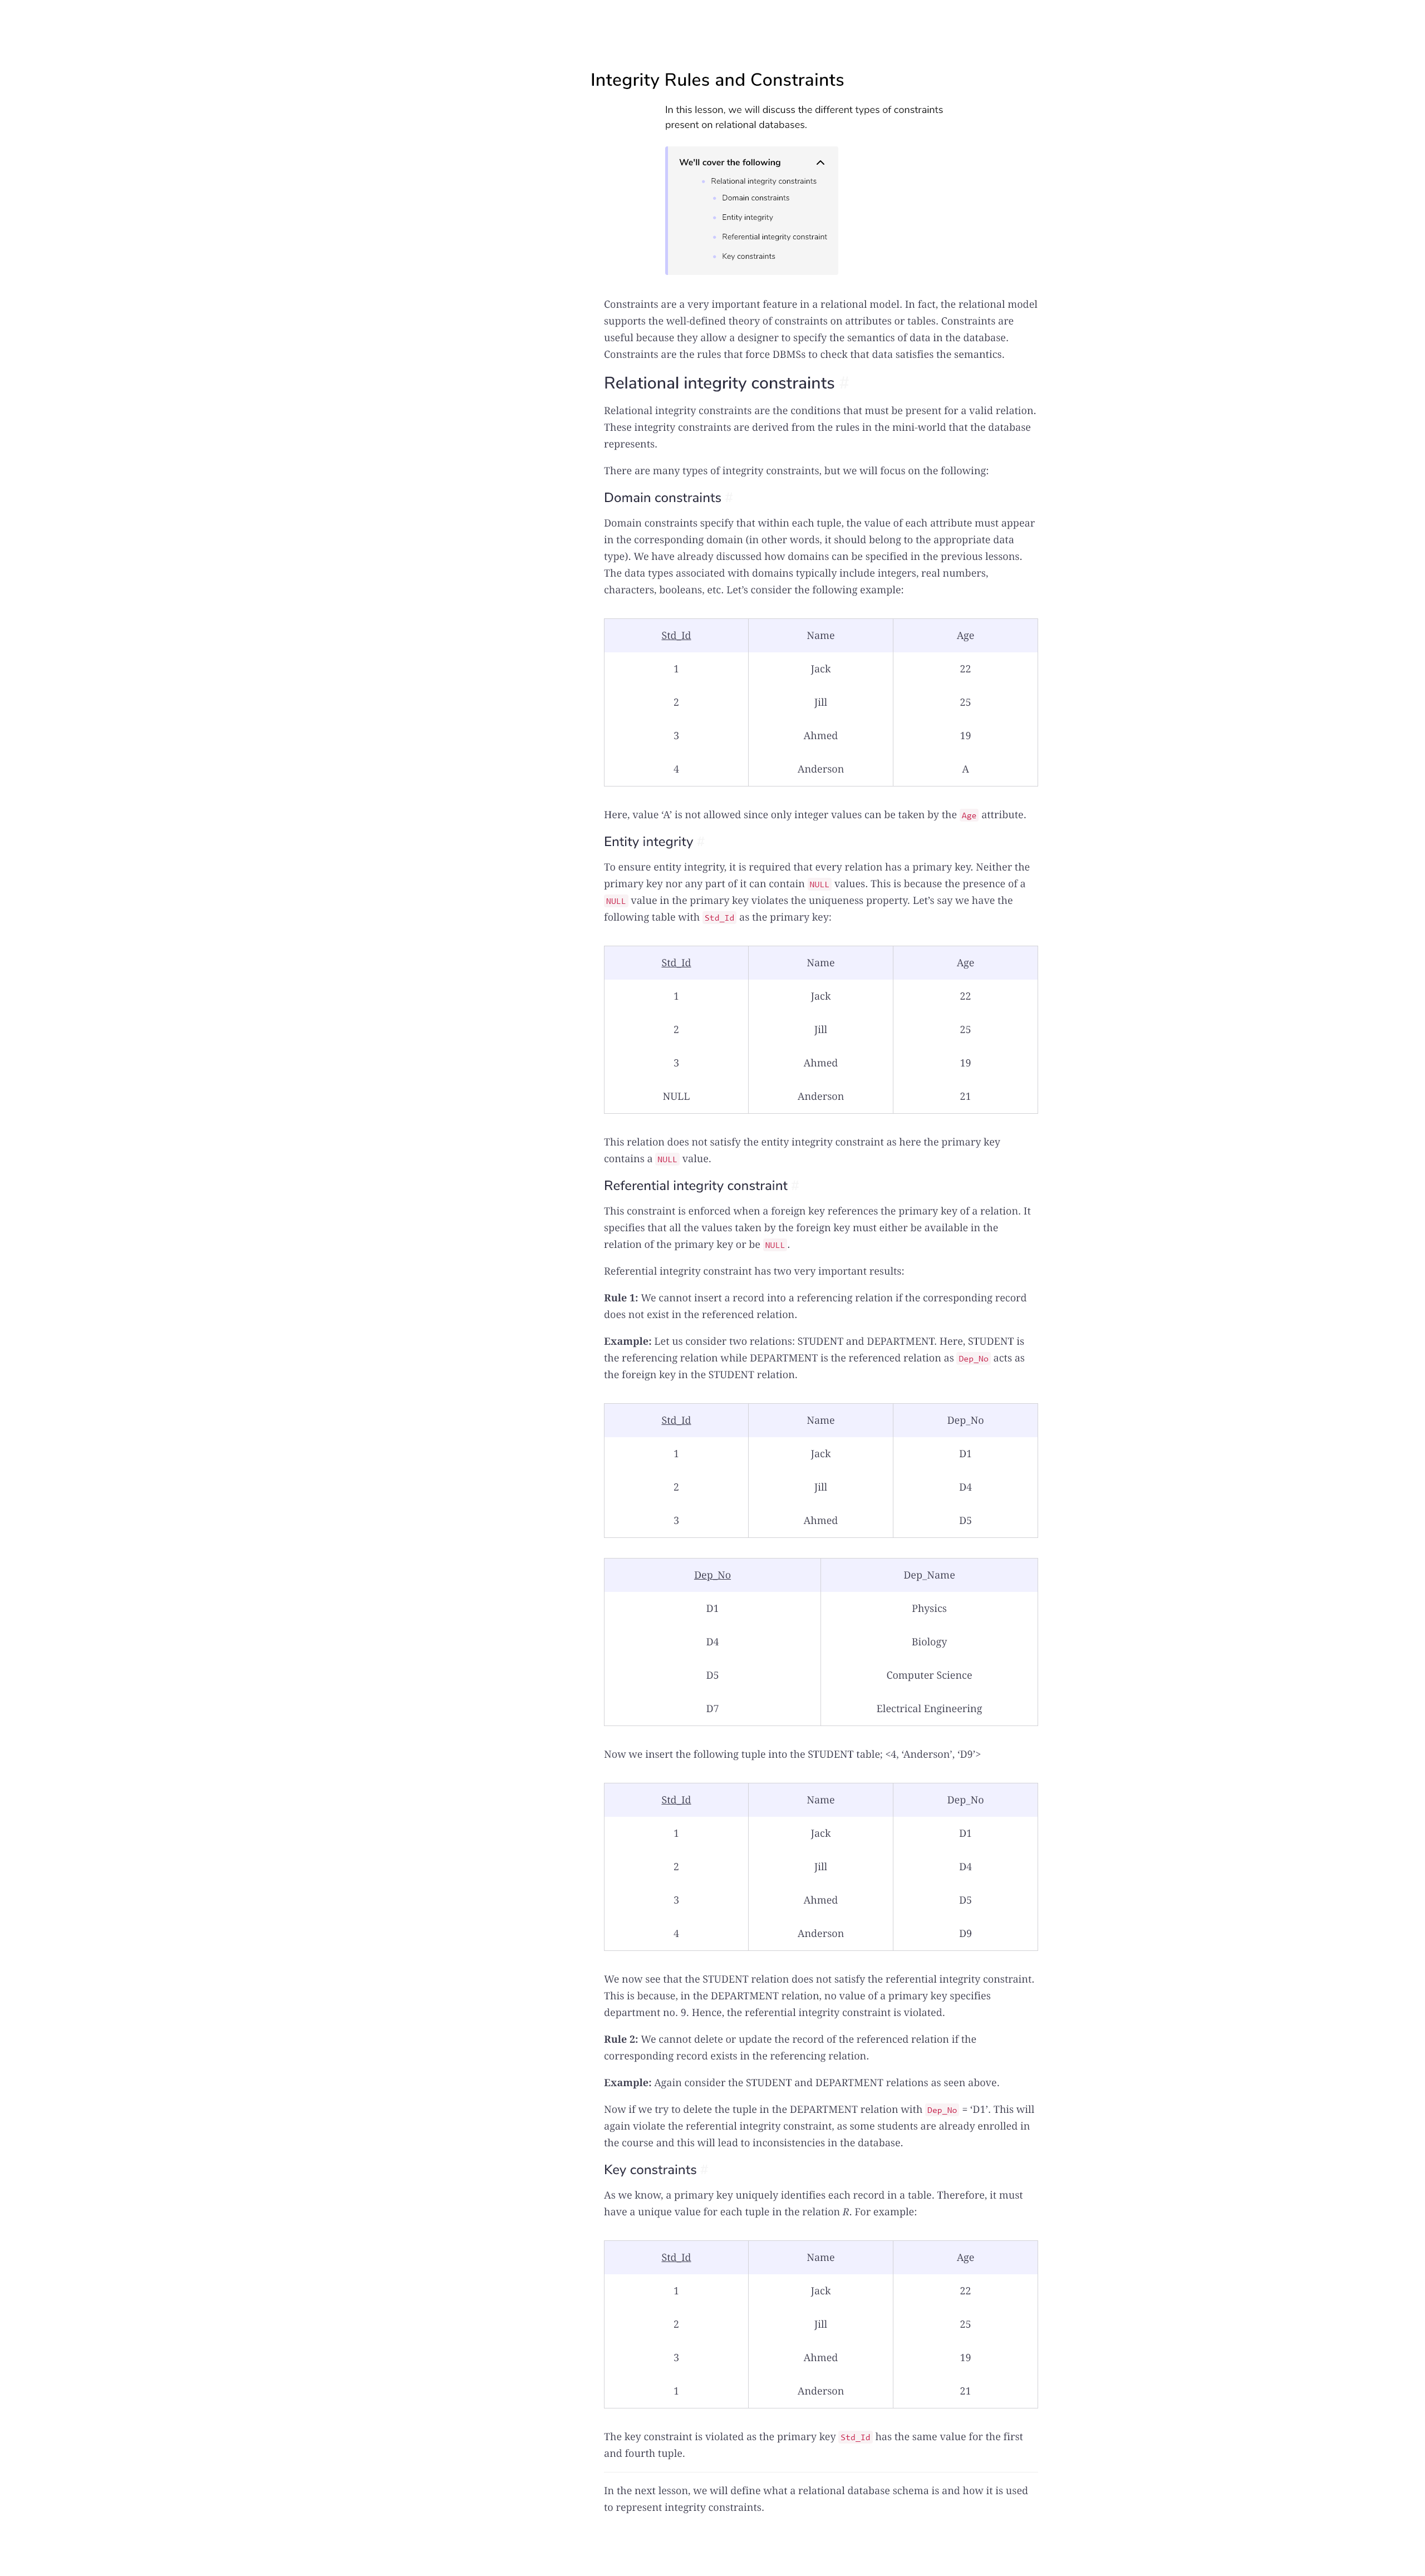 Integrity Rules and Constraints
In this lesson, we will discuss the different types of constraints
present on relational databases.
We'll cover the following
Relational integrity constraints
Domain constraints
Entity integrity
Referential integrity constraint
Key constraints
Constraints are a very important feature in a relational model. In fact, the relational model
supports the well-defined theory of constraints on attributes or tables. Constraints are
useful because they allow a designer to specify the semantics of data in the database.
Constraints are the rules that force DBMSs to check that data satisfies the semantics.
Relational integrity constraints #
Relational integrity constraints are the conditions that must be present for a valid relation.
These integrity constraints are derived from the rules in the mini-world that the database
represents.
There are many types of integrity constraints, but we will focus on the following:
Domain constraints #
Domain constraints specify that within each tuple, the value of each attribute must appear
in the corresponding domain (in other words, it should belong to the appropriate data
type). We have already discussed how domains can be specified in the previous lessons.
The data types associated with domains typically include integers, real numbers,
characters, booleans, etc. Let’s consider the following example:
Std_Id Name Age
1 Jack 22
2 Jill 25
3 Ahmed 19
4 Anderson A
Here, value ‘A’ is not allowed since only integer values can be taken by the Age attribute.
Entity integrity #
To ensure entity integrity, it is required that every relation has a primary key. Neither the
primary key nor any part of it can contain NULL values. This is because the presence of a
NULL value in the primary key violates the uniqueness property. Let’s say we have the
following table with Std_Id as the primary key:
Std_Id Name Age
1 Jack 22
2 Jill 25
3 Ahmed 19
NULL Anderson 21
This relation does not satisfy the entity integrity constraint as here the primary key
contains a NULL value.
Referential integrity constraint #
This constraint is enforced when a foreign key references the primary key of a relation. It
specifies that all the values taken by the foreign key must either be available in the
relation of the primary key or be NULL.
Referential integrity constraint has two very important results:
Rule 1: We cannot insert a record into a referencing relation if the corresponding record
does not exist in the referenced relation.
Example: Let us consider two relations: STUDENT and DEPARTMENT. Here, STUDENT is
the referencing relation while DEPARTMENT is the referenced relation as Dep_No acts as
the foreign key in the STUDENT relation.
Std_Id Name Dep_No
1 Jack D1
2 Jill D4
3 Ahmed D5
Dep_No Dep_Name
D1 Physics
D4 Biology
D5 Computer Science
D7 Electrical Engineering
Now we insert the following tuple into the STUDENT table; <4, ‘Anderson’, ‘D9’>
Std_Id Name Dep_No
1 Jack D1
2 Jill D4
3 Ahmed D5
4 Anderson D9
We now see that the STUDENT relation does not satisfy the referential integrity constraint.
This is because, in the DEPARTMENT relation, no value of a primary key specifies
department no. 9. Hence, the referential integrity constraint is violated.
Rule 2: We cannot delete or update the record of the referenced relation if the
corresponding record exists in the referencing relation.
Example: Again consider the STUDENT and DEPARTMENT relations as seen above.
Now if we try to delete the tuple in the DEPARTMENT relation with Dep_No = ‘D1’. This will
again violate the referential integrity constraint, as some students are already enrolled in
the course and this will lead to inconsistencies in the database.
Key constraints #
As we know, a primary key uniquely identifies each record in a table. Therefore, it must
have a unique value for each tuple in the relation R. For example:
Std_Id Name Age
1 Jack 22
2 Jill 25
3 Ahmed 19
1 Anderson 21
The key constraint is violated as the primary key Std_Id has the same value for the first
and fourth tuple.
In the next lesson, we will define what a relational database schema is and how it is used
to represent integrity constraints.